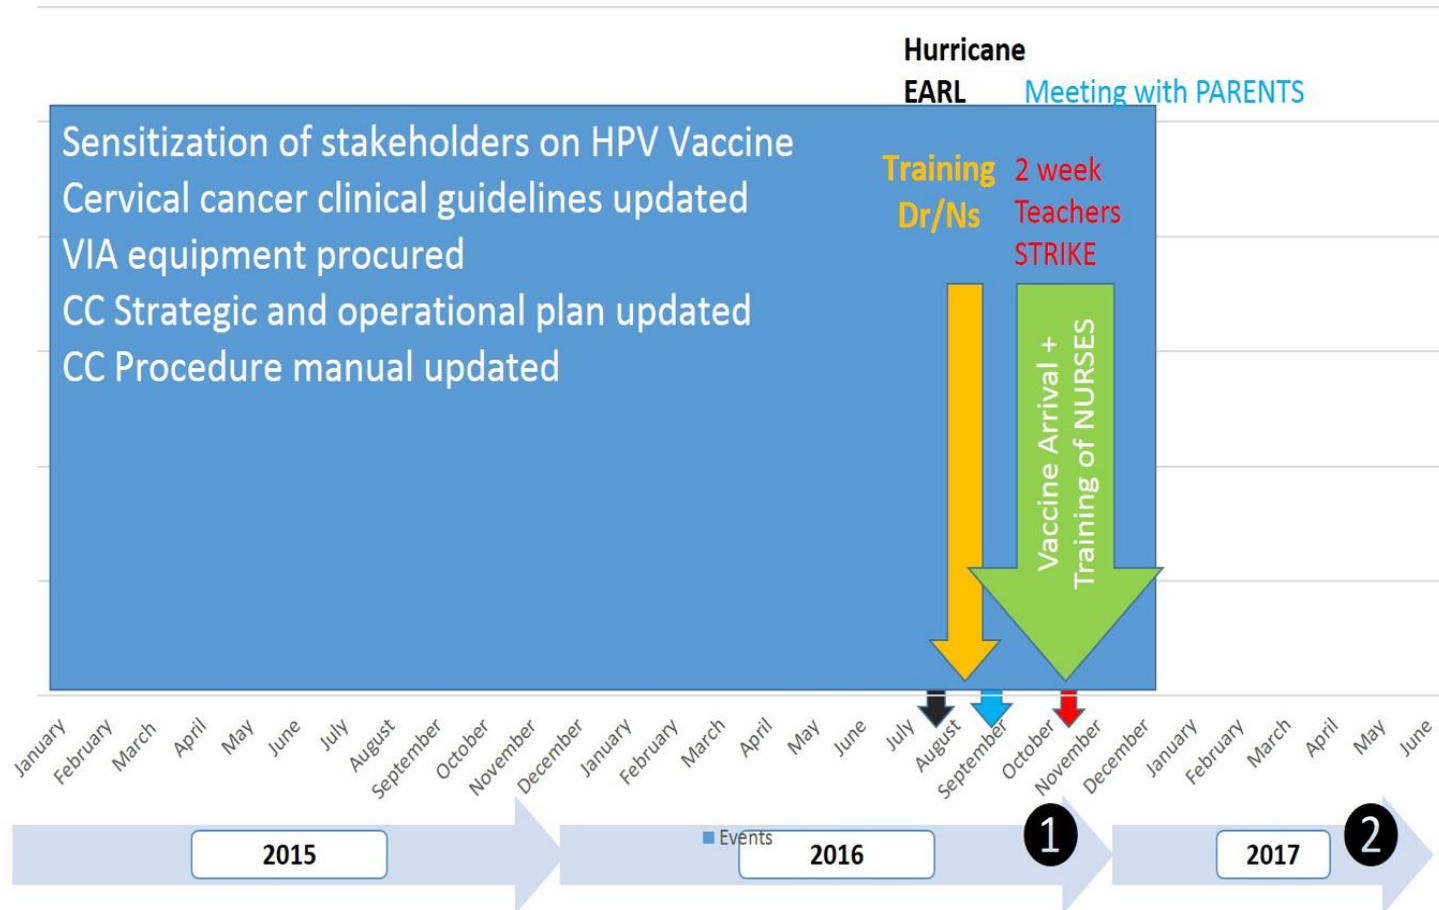 Hurricane
EARL
Meeting with PARENTS
Sensitization of stakeholders on HPV Vaccine
Cervical cancer clinical guidelines updated
VIA equipment procured
CC Strategic and operational plan updated
CC Procedure manual updated
Training
Dr/Ns
2 week
Teachers
STRIKE
Vaccine Arrival +
Training of NURSES
January
February
March
April
May
June
July
August
September
October
November
December
January
February
March
April
May
June
July
August
September
October
November
December
January
February
March
April
May
June
2015
Events
2016
1
2017
2